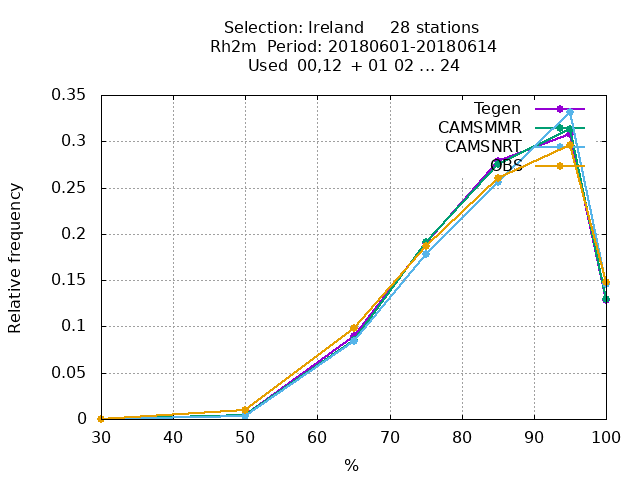 Selection: Ireland 28 stations
Rh2m Period: 20180601-20180614
Used 00,12 + 01 02 ... 24
0.35
0.3
0.25
0.2
0.15
0.1
0.05
0
Relative frequency
Tegen
CAMSMMR
CAMSNRT
OBS
30 40 50 60 70 80 90 100
%